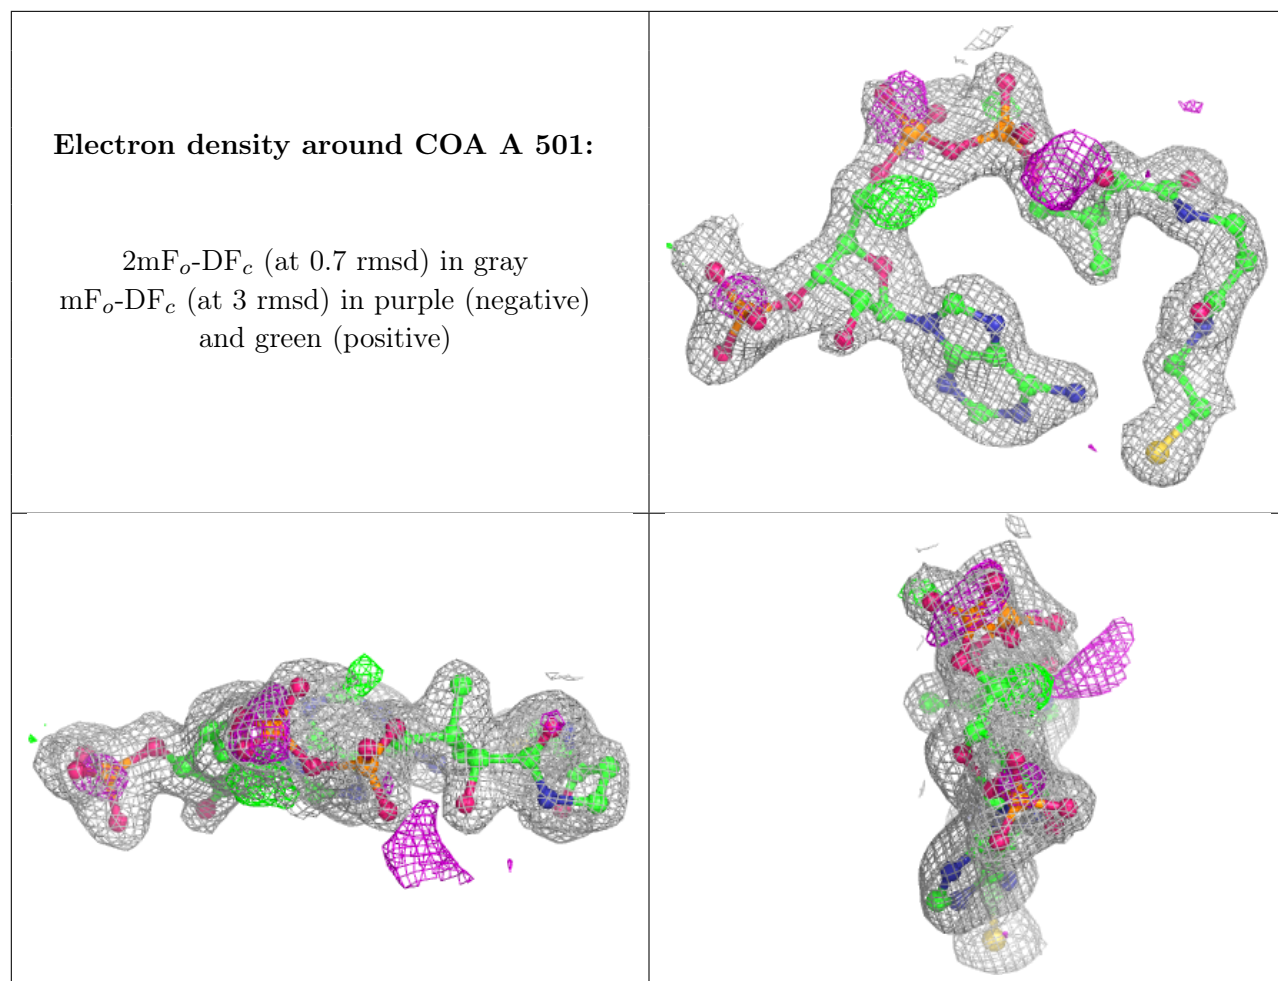 Electron density around COA A 501:
2mFₒ-DF𝒸 (at 0.7 rmsd) in gray
mFₒ-DF𝒸 (at 3 rmsd) in purple (negative)
and green (positive)